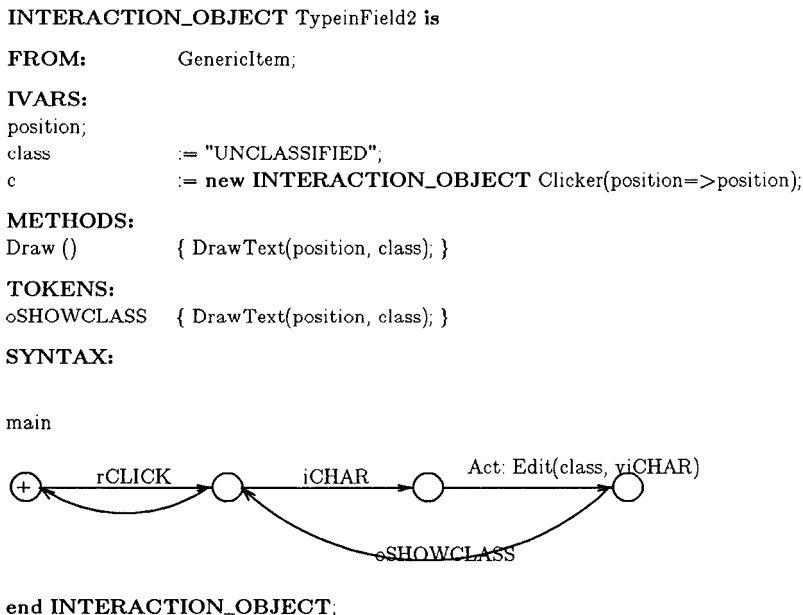 INTERACTION_OBJECT TypeinField2 is
FROM: GenericItem;
IVARS:
position;
class := "UNCLASSIFIED";
c := new INTERACTION_OBJECT Clicker(position=>position);
METHODS:
Draw () { DrawText(position, class); }
TOKENS:
oSHOWCLASS { DrawText(position, class); }
SYNTAX:
main
+ rCLICK iCHAR Act: Edit(class, viCHAR)
oSHOWCLASS
end INTERACTION_OBJECT;